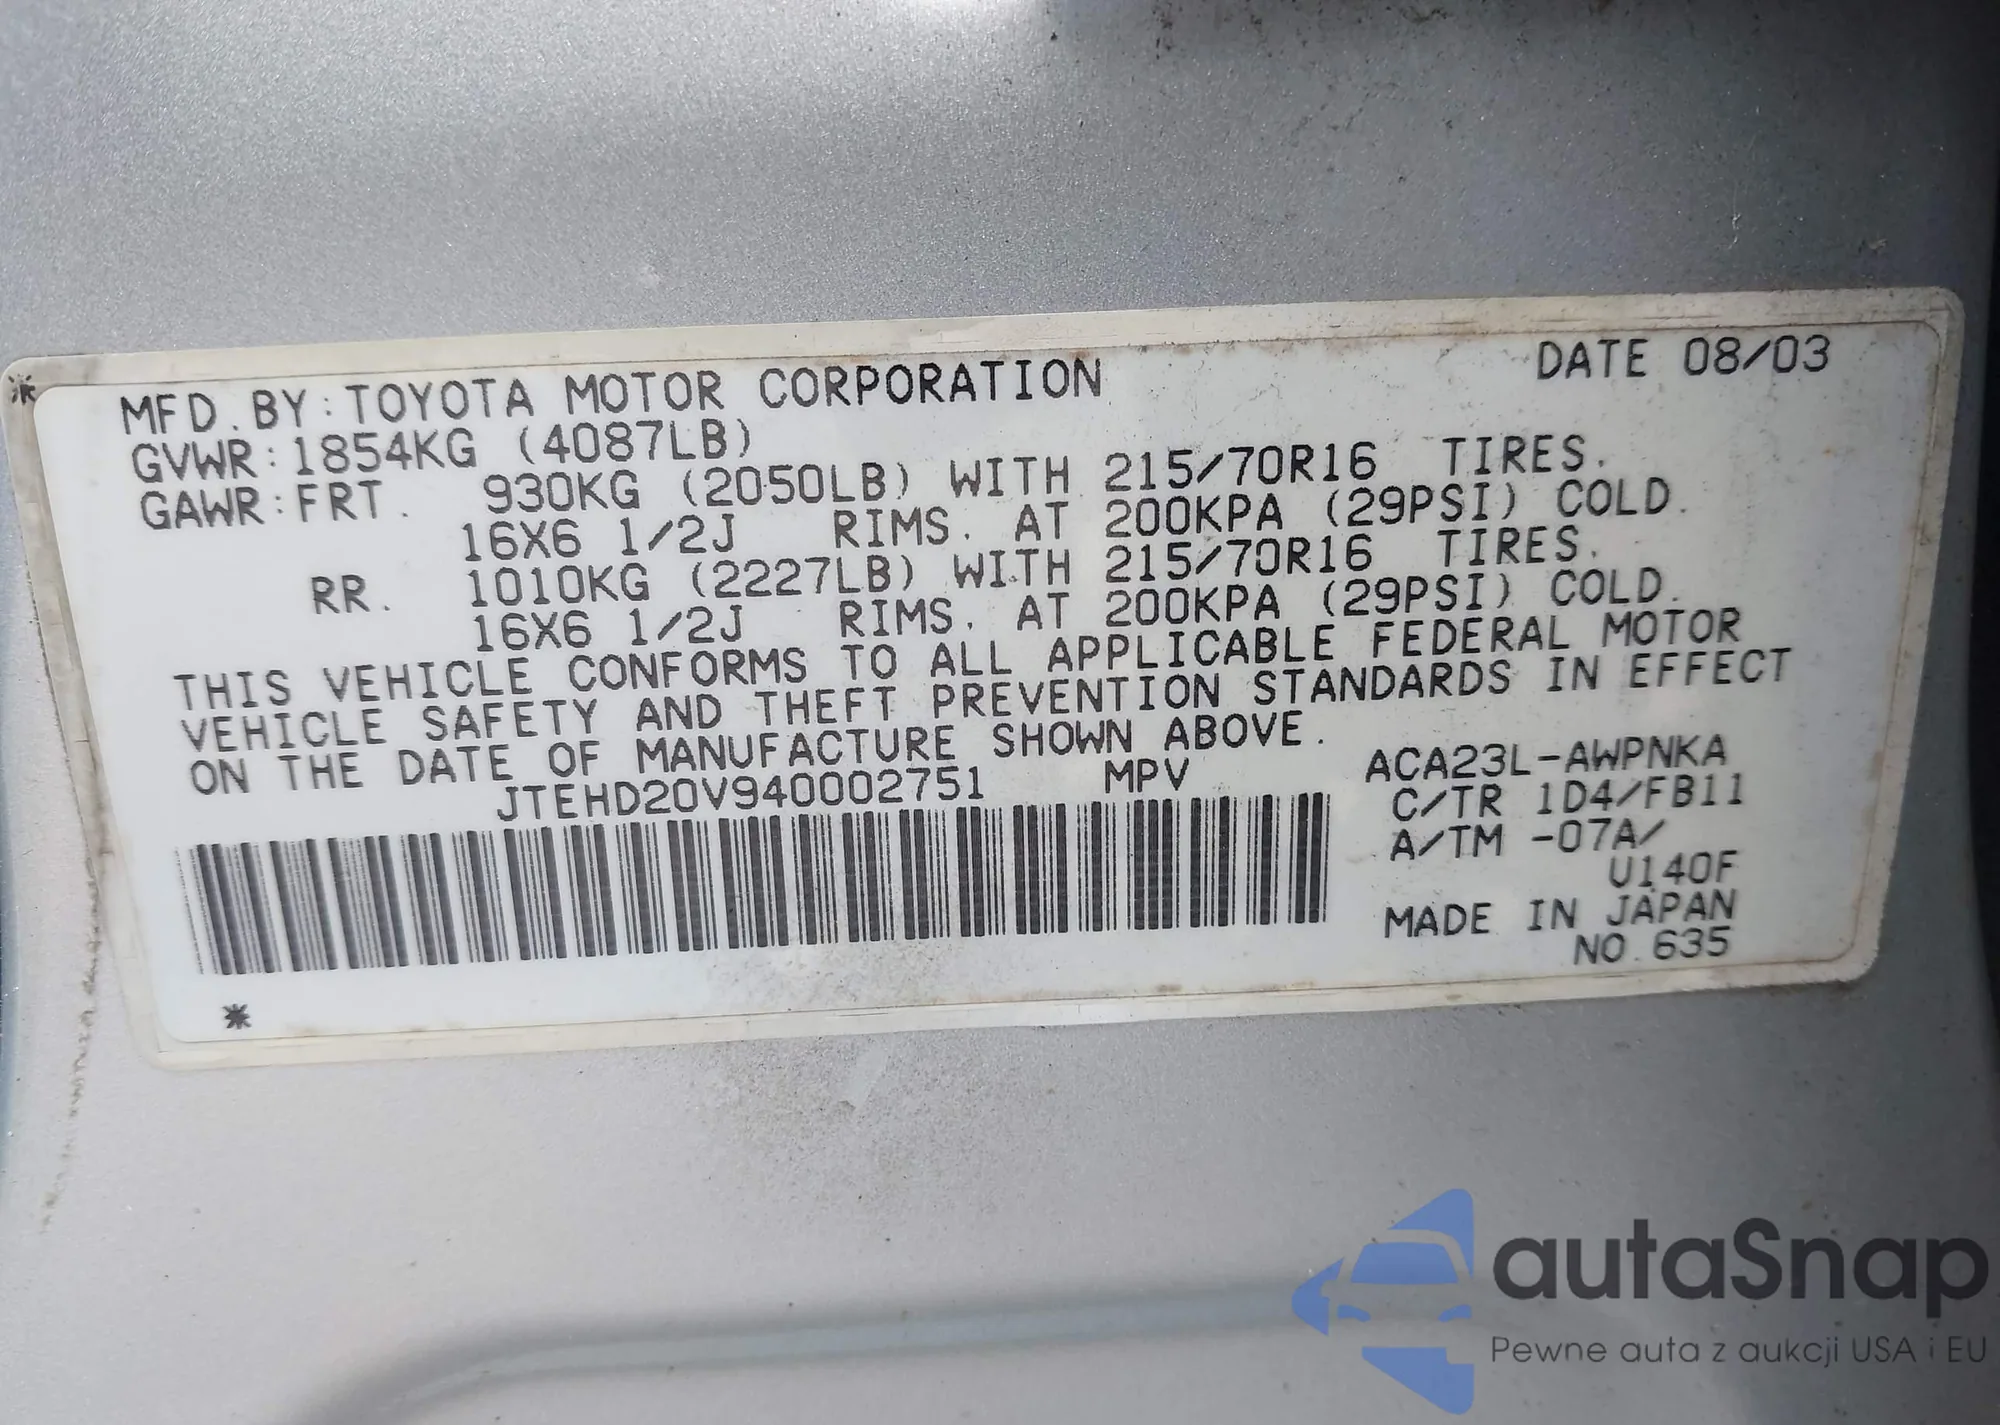 MFD.BY:TOYOTA MOTOR CORPORATION DATE 08/03
GVWR:1854KG (4087LB)
GAWR:FRT. 930KG (2050LB) WITH 215/70R16 TIRES.
16X6 1/2J RIMS. AT 200KPA (29PSI) COLD.
RR. 1010KG (2227LB) WITH 215/70R16 TIRES.
16X6 1/2J RIMS. AT 200KPA (29PSI) COLD.
THIS VEHICLE CONFORMS TO ALL APPLICABLE FEDERAL MOTOR
VEHICLE SAFETY AND THEFT PREVENTION STANDARDS IN EFFECT
ON THE DATE OF MANUFACTURE SHOWN ABOVE.
JTEHD20V940002751 MPV ACA23L-AWPNKA
C/TR 1D4/FB11
A/TM -07A/
U140F
MADE IN JAPAN
NO.635
autaSnap
Pewne auta z aukcji USA i EU